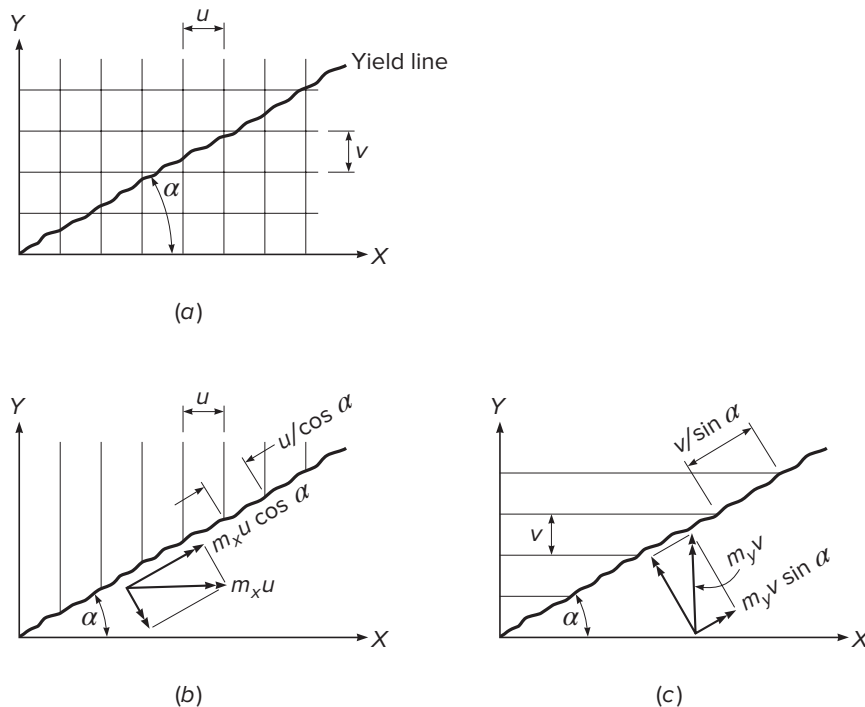 Y
u
Yield line
v
α
X
(a)
Y
u
u/cos α
m_x u cos α
m_x u
α
X
(b)
Y
v/sin α
v
m_y v
m_y v sin α
α
X
(c)